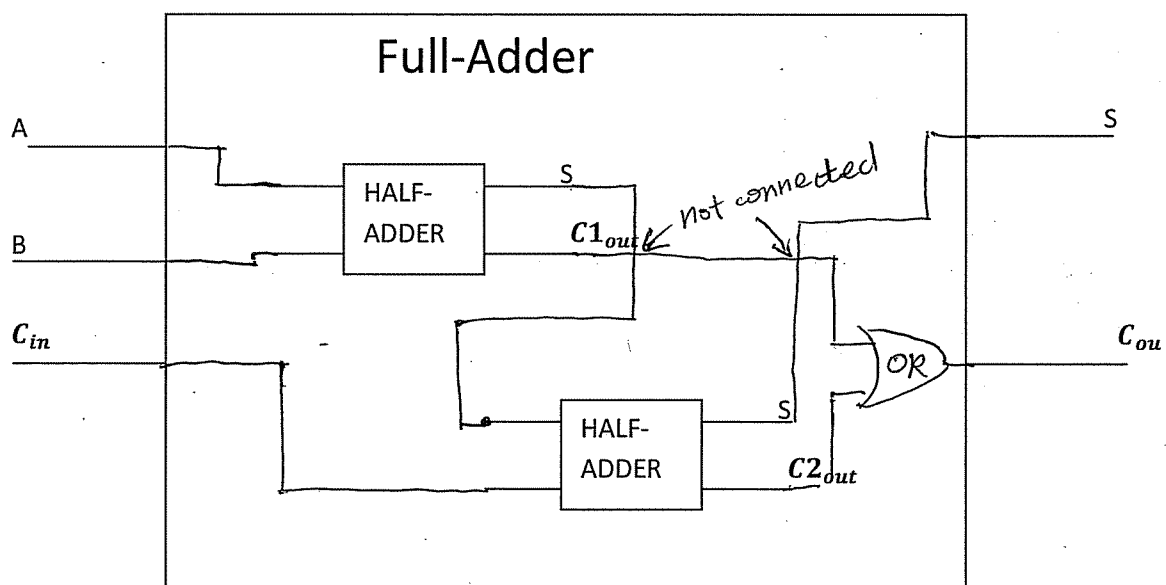 Full-Adder
A
S
HALF-
ADDER
S
not connected
B
C1out
Cin
OR
Cou
HALF-
ADDER
S
C2out